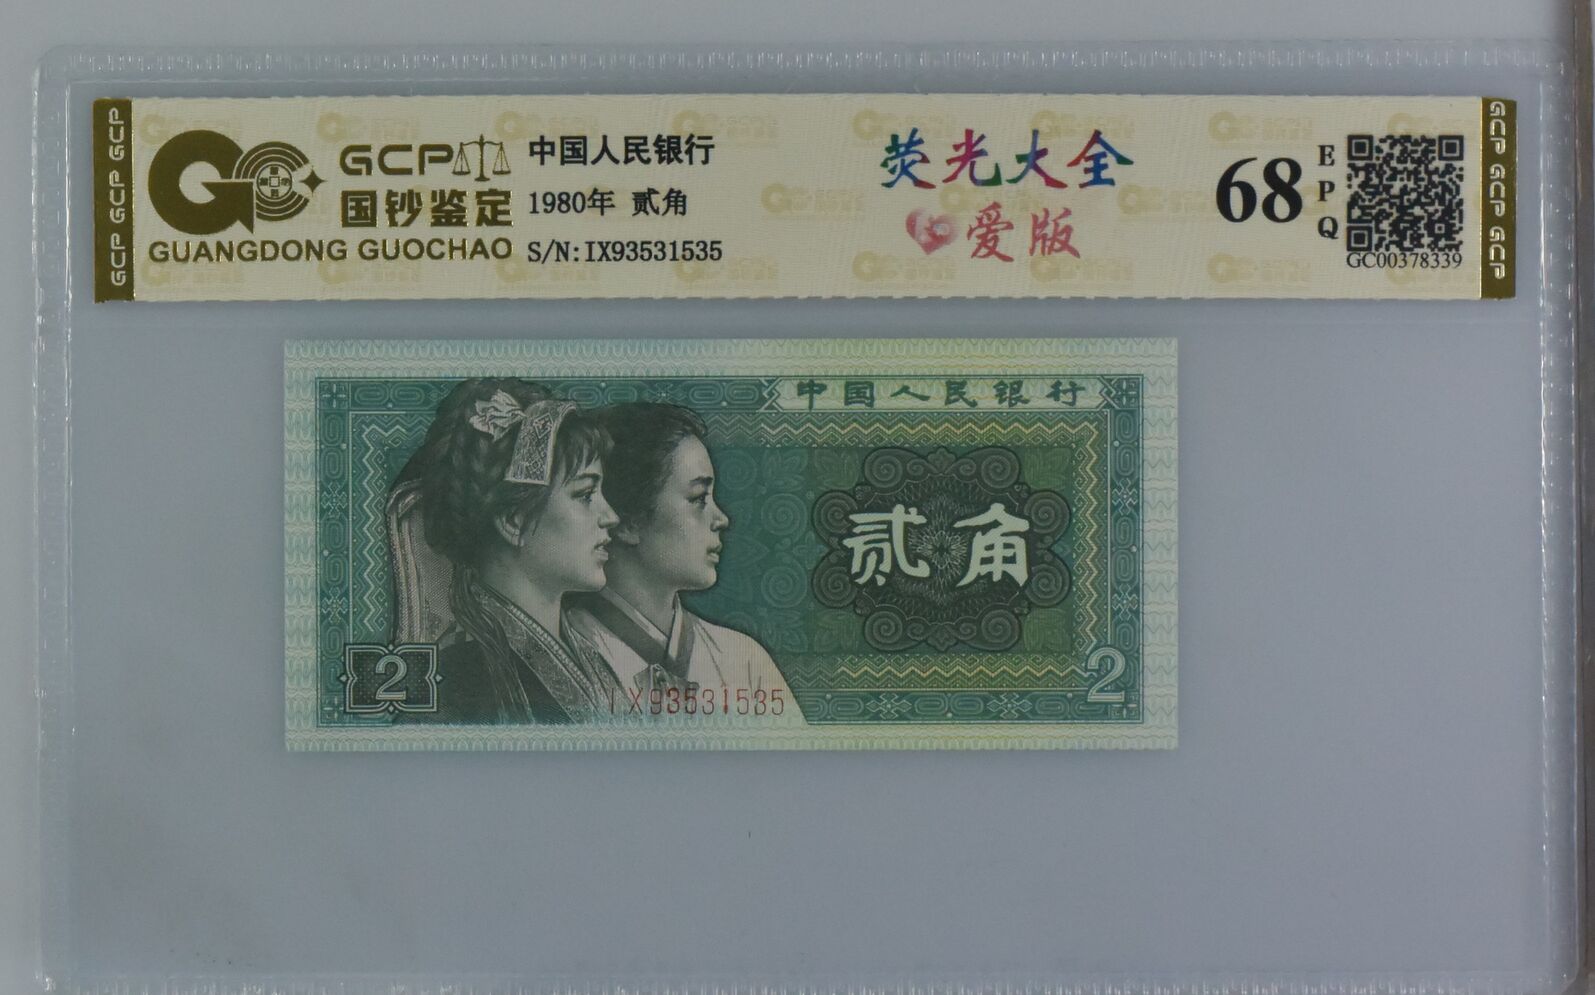 GCP GCP GCP
GCP
国钞鉴定
GUANGDONG GUOCHAO
中国人民银行
1980年 贰角
S/N:IX93531535
荧光大全
爱版
68
EPQ
GC00378339
GCP GCP GCP
中国人民银行
贰角
2
IX93531535
2